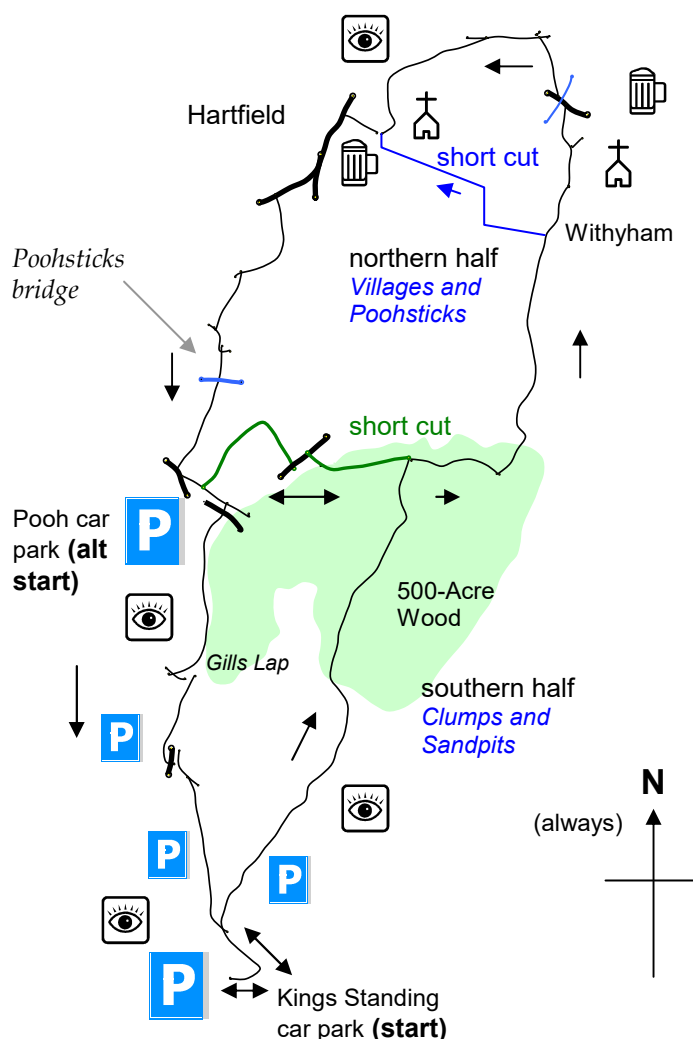 Hartfield
short cut
Withyham
northern half
Villages and
Poohsticks
Poohsticks
bridge
short cut
P
Pooh car
park (alt
start)
500-Acre
Wood
Gills Lap
southern half
Clumps and
Sandpits
P
N
(always)
P
P
P
Kings Standing
car park (start)